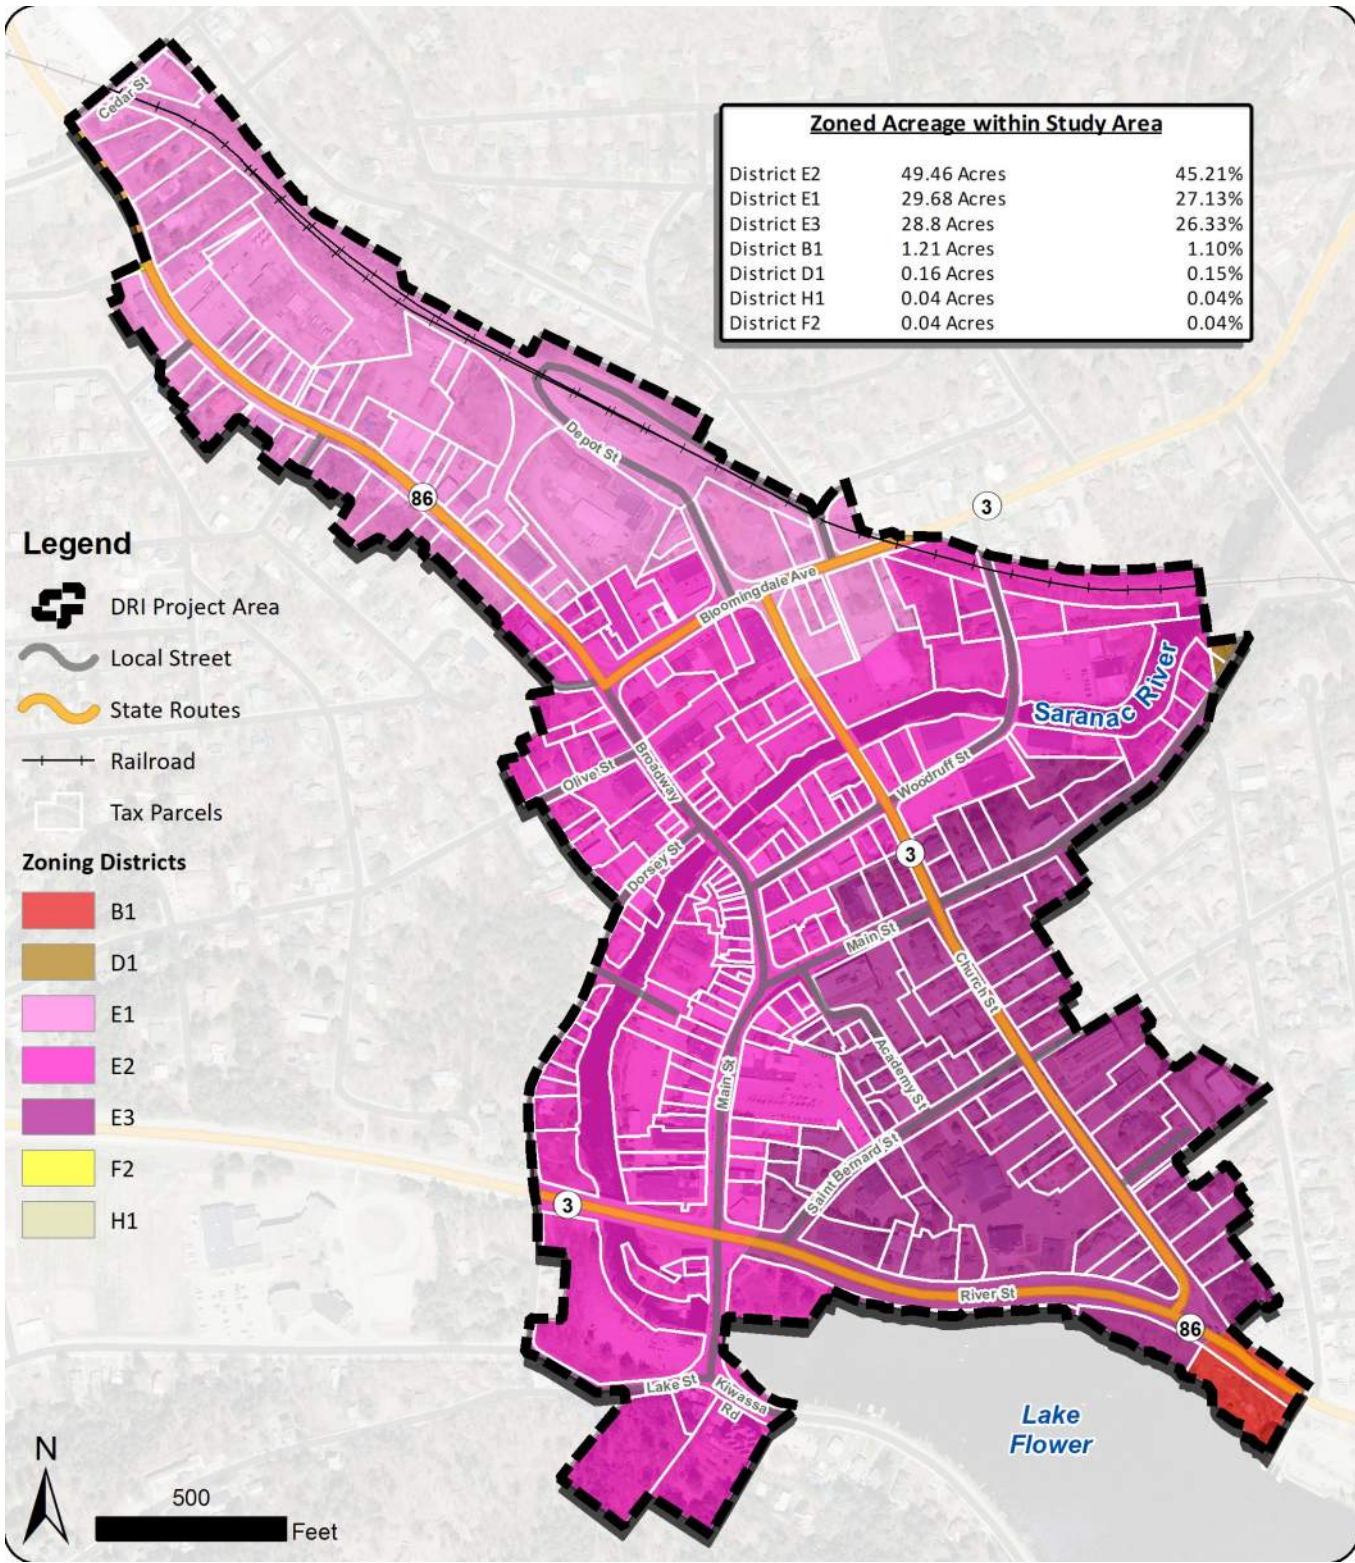 Cedar St
Zoned Acreage within Study Area
District E2 49.46 Acres 45.21%
District E1 29.68 Acres 27.13%
District E3 28.8 Acres 26.33%
District B1 1.21 Acres 1.10%
District D1 0.16 Acres 0.15%
District H1 0.04 Acres 0.04%
District F2 0.04 Acres 0.04%
Depot St
86
3
Bloomingdale Ave
Saranac River
Broadway
Olive St
Woodruff St
Dorsey St
3
Main St
Church St
Academy St
Main St
Saint Bernard St
3
River St
86
Lake St
Kiwassa
Rd
Lake
Flower
Legend
DRI Project Area
Local Street
State Routes
Railroad
Tax Parcels
Zoning Districts
B1
D1
E1
E2
E3
F2
H1
N
500
Feet